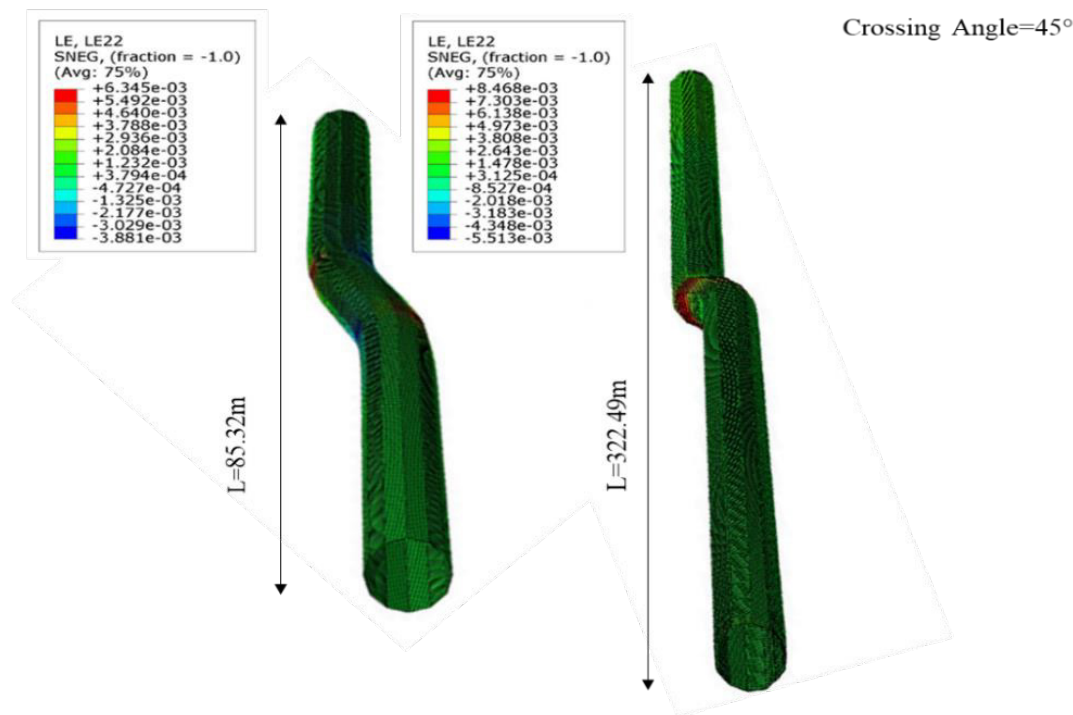 Crossing Angle=45°
LE, LE22
SNEG, (fraction = -1.0)
(Avg: 75%)
+6.345e-03
+5.492e-03
+4.640e-03
+3.788e-03
+2.936e-03
+2.084e-03
+1.232e-03
+3.794e-04
-4.727e-04
-1.325e-03
-2.177e-03
-3.029e-03
-3.881e-03
LE, LE22
SNEG, (fraction = -1.0)
(Avg: 75%)
+8.468e-03
+7.303e-03
+6.138e-03
+4.973e-03
+3.808e-03
+2.643e-03
+1.478e-03
+3.125e-04
-8.527e-04
-2.018e-03
-3.183e-03
-4.348e-03
-5.513e-03
L=85.32m
L=322.49m